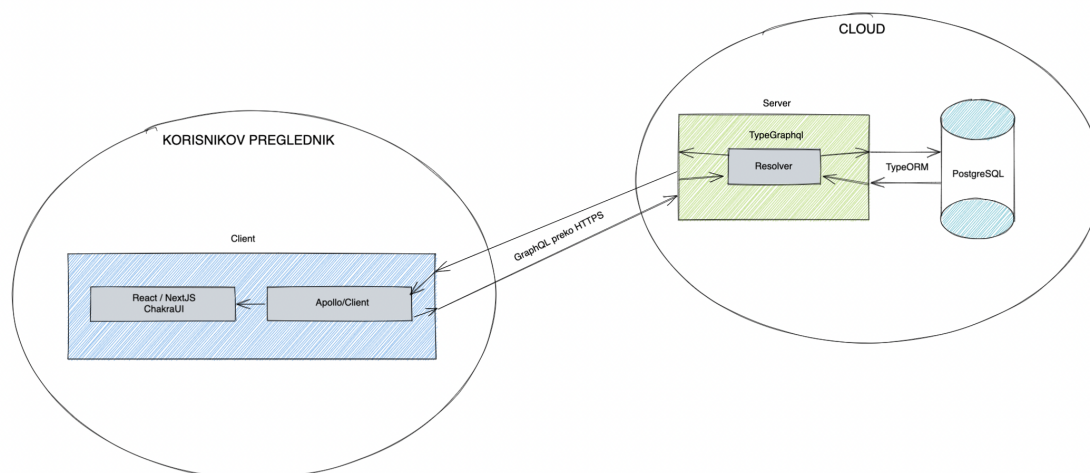 CLOUD
Server
TypeGraphql
Resolver
TypeORM
PostgreSQL
KORISNIKOV PREGLEDNIK
GraphQL preko HTTPS
Client
React / NextJS
ChakraUI
Apollo/Client